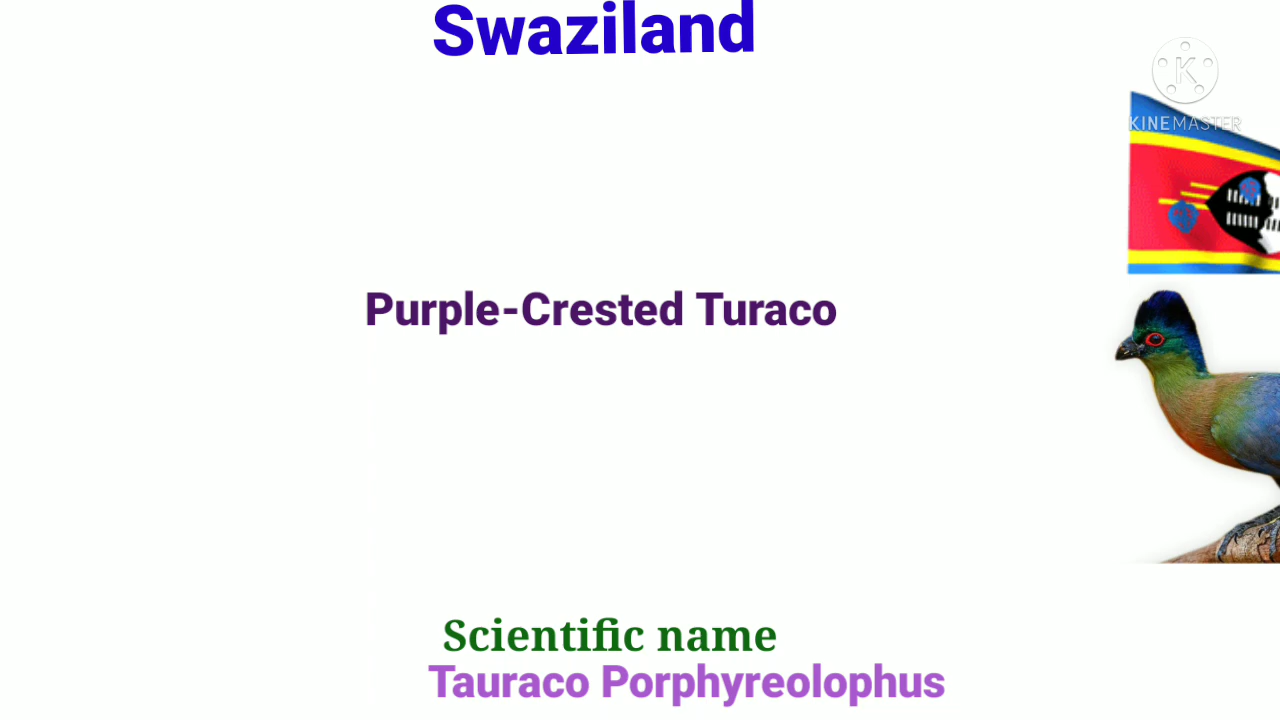 Swaziland
K
KINEMASTER
Purple-Crested Turaco
Scientific name
Tauraco Porphyreolophus